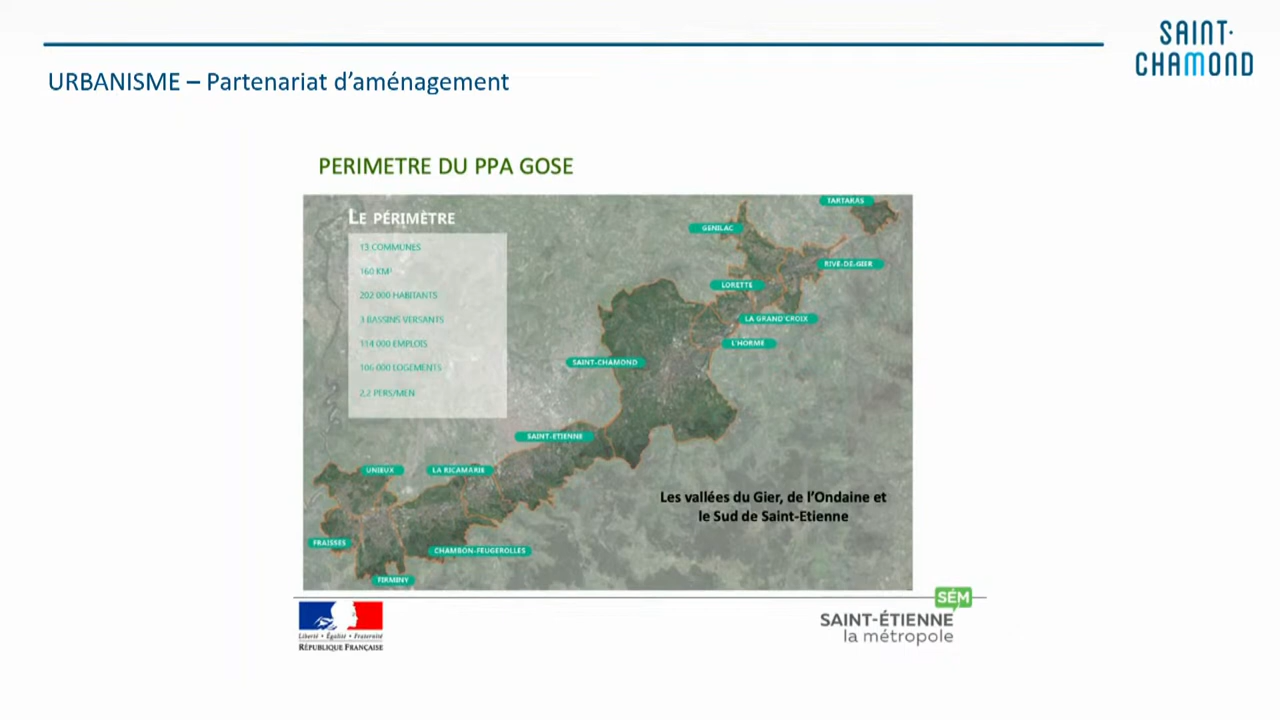 SAINT-
CHAMOND
URBANISME – Partenariat d’aménagement
PERIMETRE DU PPA GOSE
LE PÉRIMÈTRE
13 COMMUNES
160 KM²
202 000 HABITANTS
3 BASSINS VERSANTS
114 000 EMPLOIS
106 000 LOGEMENTS
2,2 PERS/MEN
TARTARAS
GENILAC
RIVE-DE-GIER
LORETTE
LA GRAND'CROIX
L'HORME
SAINT-CHAMOND
SAINT-ETIENNE
UNIEUX
LA RICAMARIE
Les vallées du Gier, de l’Ondaine et
le Sud de Saint-Etienne
FRAISSES
CHAMBON-FEUGEROLLES
FIRMINY
SÉM
SAINT-ÉTIENNE
la métropole
Liberté • Égalité • Fraternité
RÉPUBLIQUE FRANÇAISE